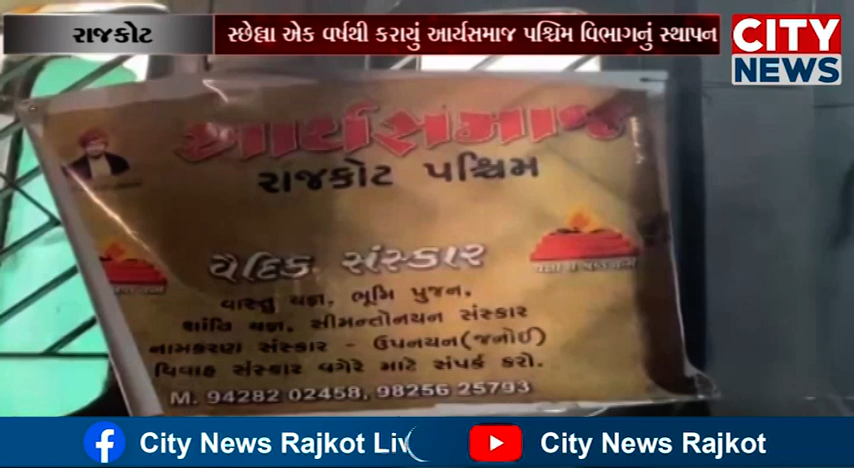 રાજકોટ
સ્છેલ્લા એક વર્ષથી કરાયું આર્યસમાજ પશ્ચિમ વિભાગનું સ્થાપન
CITY
NEWS
આર્યસમાજ
રાજકોટ પશ્ચિમ
વૈદિક સંસ્કાર
વાસ્તુ યજ્ઞ, ભૂમિ પુજન,
શાંતિ યજ્ઞ, સીમન્તોનયન સંસ્કાર
નામકરણ સંસ્કાર - ઉપનયન(જનોઈ)
વિવાહ સંસ્કાર વગેરે માટે સંપર્ક કરો.
M. 94282 02458, 98256 25793
City News Rajkot Liv
City News Rajkot